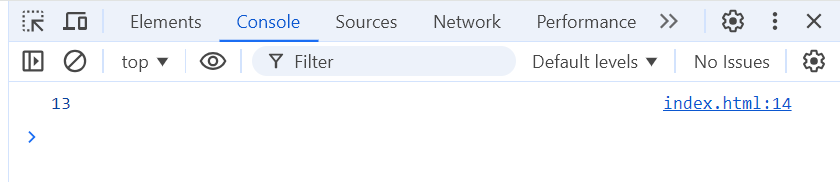 Elements Console Sources Network Performance
top Filter Default levels No Issues
13 index.html:14